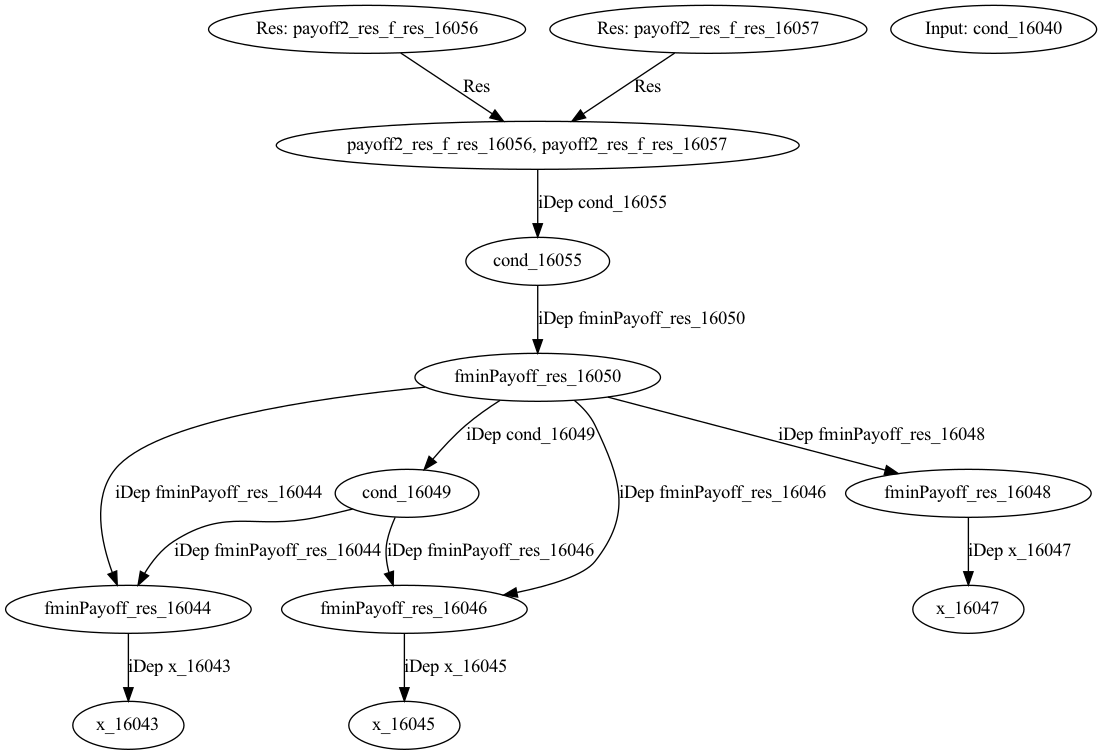 Res: payoff2_res_f_res_16056
Res: payoff2_res_f_res_16057
Input: cond_16040
Res
Res
payoff2_res_f_res_16056, payoff2_res_f_res_16057
iDep cond_16055
cond_16055
iDep fminPayoff_res_16050
fminPayoff_res_16050
iDep cond_16049
iDep fminPayoff_res_16048
iDep fminPayoff_res_16044
cond_16049
iDep fminPayoff_res_16046
fminPayoff_res_16048
iDep fminPayoff_res_16044
iDep fminPayoff_res_16046
iDep x_16047
fminPayoff_res_16044
fminPayoff_res_16046
x_16047
iDep x_16043
iDep x_16045
x_16043
x_16045